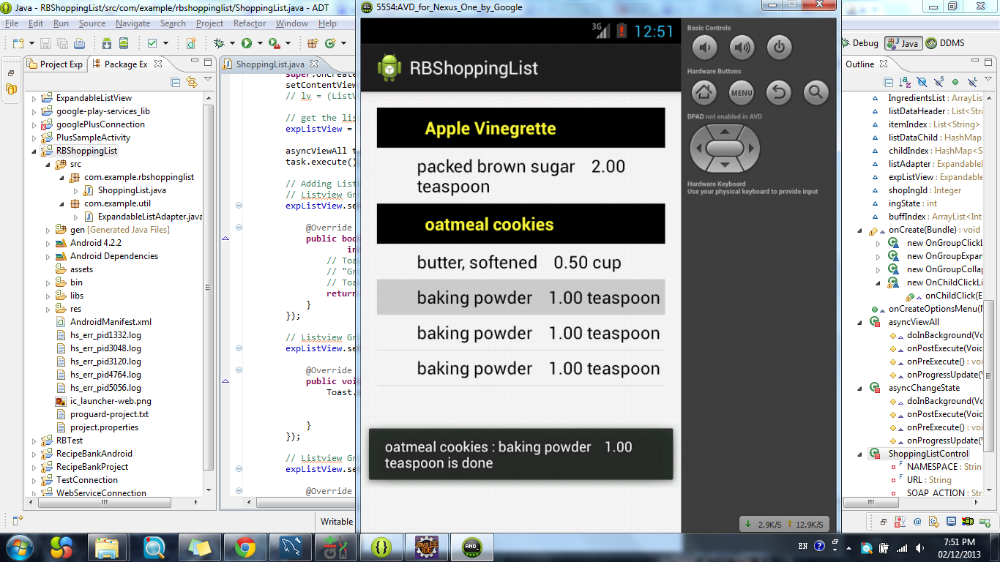 Java - RBShoppingList/src/com/example/rbshoppinglist/ShoppingList.java - ADT
File Edit Run Source Navigate Search Project Refactor Window Help
Project Exp
Package Ex
ExpandableListView
google-play-services_lib
googlePlusConnection
PlusSampleActivity
RBShoppingList
src
com.example.rbshoppinglist
ShoppingList.java
com.example.util
ExpandableListAdapter.java
gen [Generated Java Files]
Android 4.2.2
Android Dependencies
assets
bin
libs
res
AndroidManifest.xml
hs_err_pid1332.log
hs_err_pid3048.log
hs_err_pid3120.log
hs_err_pid4764.log
hs_err_pid5056.log
ic_launcher-web.png
proguard-project.txt
project.properties
RBTest
RecipeBankAndroid
RecipeBankProject
TestConnection
WebServiceConnection
ShoppingList.java
super.onCreate
setContentView
// lv = (ListV
// get the lis
expListView =
asyncViewAll t
task.execute()
// Adding List
// Listview Gr
expListView.se
@Override
public boo
in
// Toa
// "Gr
// Toa
return
}
});
// Listview Gr
expListView.se
@Override
public voi
Toast.
}
});
// Listview Gr
expListView.se
@Override
Writable
5554:AVD_for_Nexus_One_by_Google
3G 12:51
RBShoppingList
Apple Vinegrette
packed brown sugar 2.00
teaspoon
oatmeal cookies
butter, softened 0.50 cup
baking powder 1.00 teaspoon
baking powder 1.00 teaspoon
baking powder 1.00 teaspoon
oatmeal cookies : baking powder 1.00
teaspoon is done
Basic Controls
Hardware Buttons
MENU
DPAD not enabled in AVD
Hardware Keyboard
Use your physical keyboard to provide input
2.9K/S 12.9K/S
Debug Java DDMS
Outline
IngredientsList : ArrayList
listDataHeader : List<Stri
itemIndex : List<String>
listDataChild : HashMap
childIndex : HashMap<S
listAdapter : Expandable
expListView : Expandable
shopIngId : Integer
ingState : int
buffIndex : ArrayList<Int
onCreate(Bundle) : void
new OnGroupClickL
new OnGroupExpan
new OnGroupCollap
new OnChildClickLi
onChildClick(E
onCreateOptionsMenu(M
asyncViewAll
doInBackground(Vo
onPostExecute(Void
onPreExecute() : voi
onProgressUpdate(V
asyncChangeState
doInBackground(Vo
onPostExecute(Void
onPreExecute() : voi
onProgressUpdate(V
ShoppingListControl
NAMESPACE : Strin
URL : String
SOAP_ACTION : Str
Java EE
IDE
AND_
EN
7:51 PM
02/12/2013